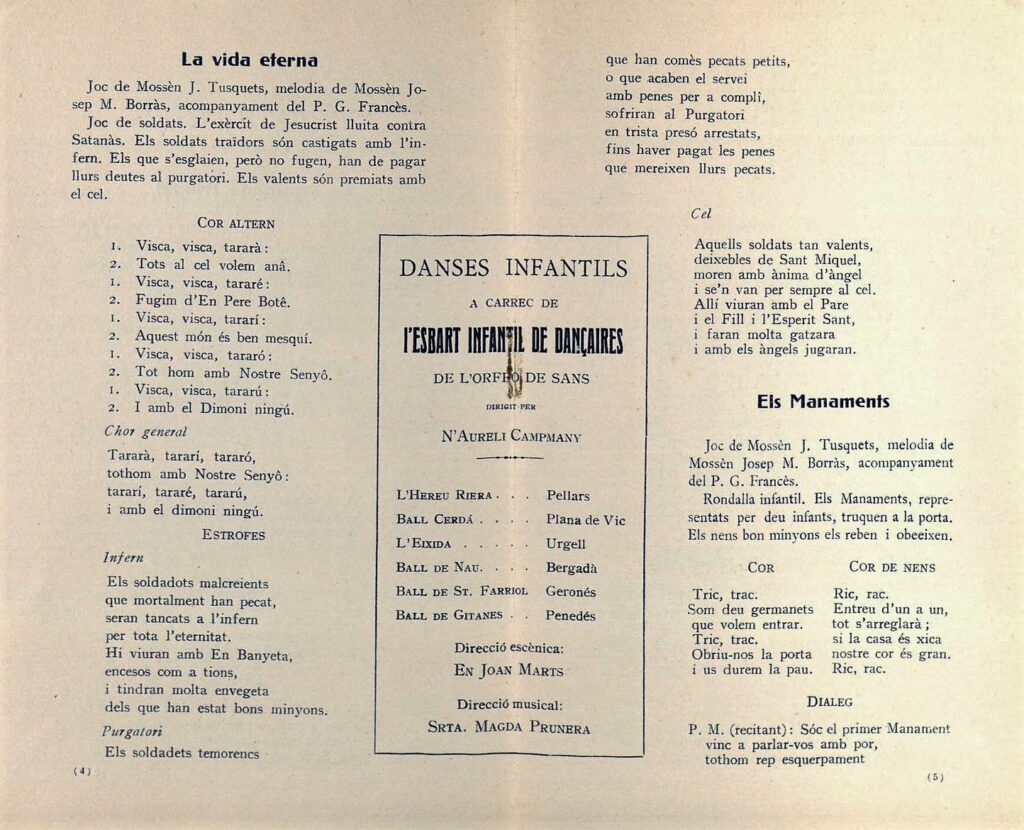 La vida eterna
Joc de Mossèn J. Tusquets, melodia de Mossèn Jo-
sep M. Borràs, acompanyament del P. G. Francès.
Joc de soldats. L'exèrcit de Jesucrist lluita contra
Satanàs. Els soldats traïdors són castigats amb l'in-
fern. Els que s'esglaien, però no fugen, han de pagar
llurs deutes al purgatori. Els valents són premiats amb
el cel.
COR ALTERN
1. Visca, visca, tararà :
2. Tots al cel volem anâ.
1. Visca, visca, tararé :
2. Fugim d'En Pere Botê.
1. Visca, visca, tararí :
2. Aquest món és ben mesquí.
1. Visca, visca, tararó :
2. Tot hom amb Nostre Senyô.
1. Visca, visca, tararú :
2. I amb el Dimoni ningú.
Chor general
Tararà, tararí, tararó,
tothom amb Nostre Senyô :
tararí, tararé, tararú,
i amb el dimoni ningú.
ESTROFES
Infern
Els soldadots malcreients
que mortalment han pecat,
seran tancats a l'infern
per tota l'eternitat.
Hi viuran amb En Banyeta,
encesos com a tions,
i tindran molta envegeta
dels que han estat bons minyons.
Purgatori
Els soldadets temorencs
(4)
DANSES INFANTILS
A CARREC DE
l'ESBART INFANTIL DE DANÇAIRES
DE L'ORFEÓ DE SANS
DIRIGIT PER
N'AURELI CAMPMANY
L'HEREU RIERA . . . Pellars
BALL CERDÁ . . . . Plana de Vic
L'EIXIDA . . . . . Urgell
BALL DE NAU. . . . Bergadà
BALL DE ST. FARRIOL Geronés
BALL DE GITANES . . Penedés
Direcció escènica:
EN JOAN MARTS
Direcció musical:
SRTA. MAGDA PRUNERA
que han comès pecats petits,
o que acaben el servei
amb penes per a complî,
sofriran al Purgatori
en trista presó arrestats,
fins haver pagat les penes
que mereixen llurs pecats.
Cel
Aquells soldats tan valents,
deixebles de Sant Miquel,
moren amb ànima d'àngel
i se'n van per sempre al cel.
Allí viuran amb el Pare
i el Fill i l'Esperit Sant,
i faran molta gatzara
i amb els àngels jugaran.
Els Manaments
Joc de Mossèn J. Tusquets, melodia de
Mossèn Josep M. Borràs, acompanyament
del P. G. Francès.
Rondalla infantil. Els Manaments, repre-
sentats per deu infants, truquen a la porta.
Els nens bon minyons els reben i obeeixen.
COR
Tric, trac.
Som deu germanets
que volem entrar.
Tric, trac.
Obriu-nos la porta
i us durem la pau.
COR DE NENS
Ric, rac.
Entreu d'un a un,
tot s'arreglarà ;
si la casa és xica
nostre cor és gran.
Ric, rac.
DIALEG
P. M. (recitant) : Sóc el primer Manament
vinc a parlar-vos amb por,
tothom rep esquerpament
(5)